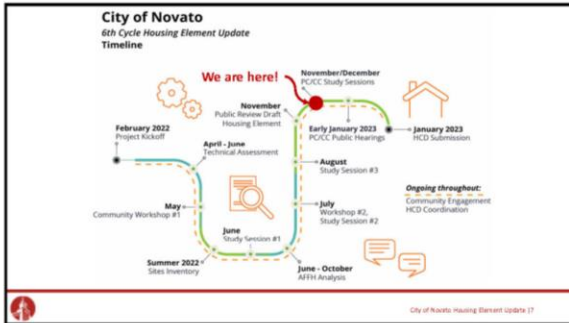 City of Novato
6th Cycle Housing Element Update
Timeline
We are here!
November/December
PC/CC Study Sessions
November
Public Review Draft
Housing Element
Early January 2023
PC/CC Public Hearings
January 2023
HCD Submission
February 2022
Project Kickoff
April - June
Technical Assessment
August
Study Session #3
Ongoing throughout:
Community Engagement
HCD Coordination
May
Community Workshop #1
July
Workshop #2,
Study Session #2
June
Study Session #1
Summer 2022
Sites Inventory
June - October
AFFH Analysis
City of Novato Housing Element Update |7